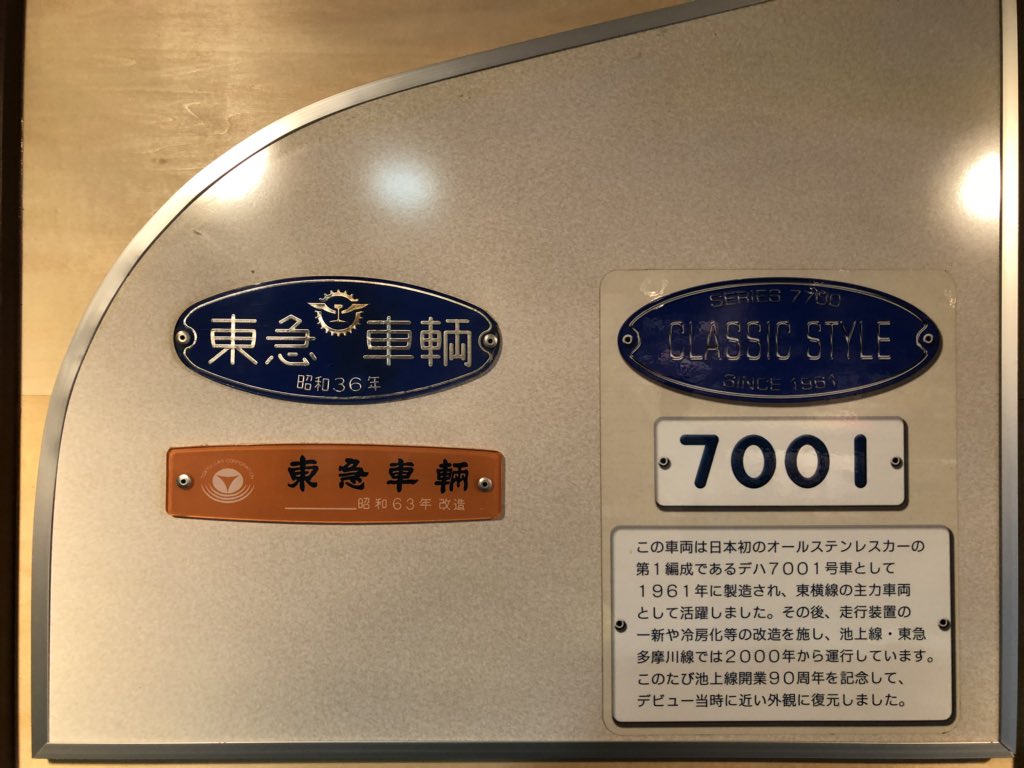 東急車輌
昭和36年
東急車輌
昭和63年 改造
SERIES 7700
CLASSIC STYLE
SINCE 1961
7001
この車両は日本初のオールステンレスカーの
第1編成であるデハ7001号車として
1961年に製造され、東横線の主力車両
として活躍しました。その後、走行装置の
一新や冷房化等の改造を施し、池上線・東急
多摩川線では2000年から運行しています。
このたび池上線開業90周年を記念して、
デビュー当時に近い外観に復元しました。